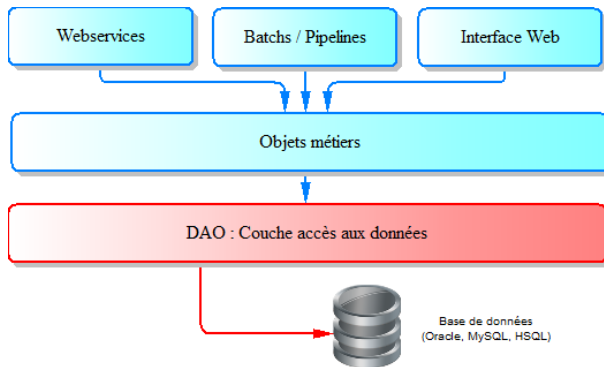 Webservices
Batchs / Pipelines
Interface Web
Objets métiers
DAO : Couche accès aux données
Base de données
(Oracle, MySQL, HSQL)